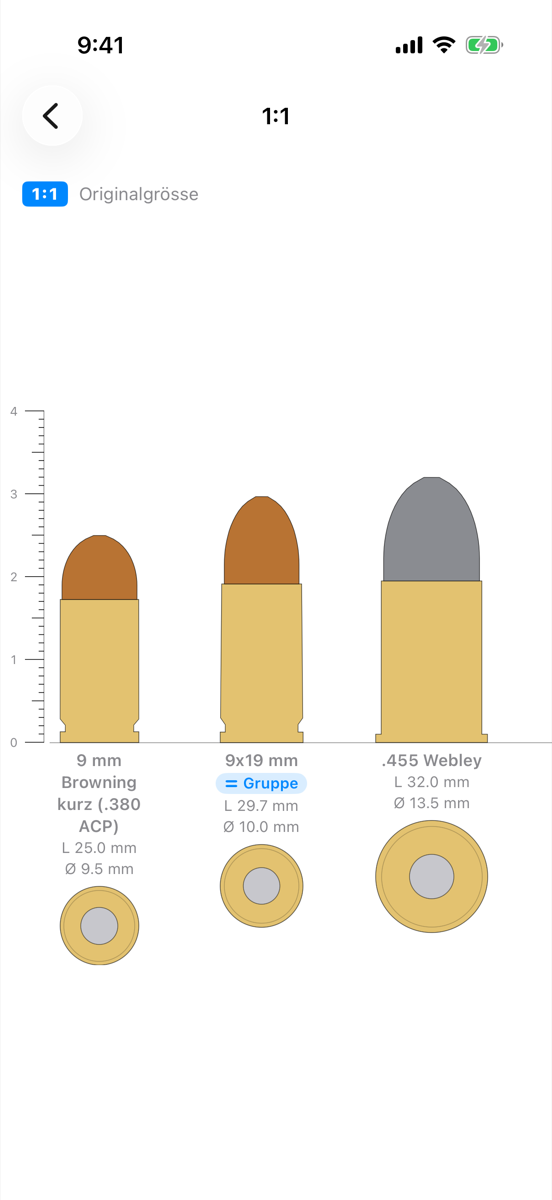 9:41
1:1
1:1 Originalgrösse
4
3
2
1
0
9 mm
Browning
kurz (.380
ACP)
L 25.0 mm
Ø 9.5 mm
9x19 mm
= Gruppe
L 29.7 mm
Ø 10.0 mm
.455 Webley
L 32.0 mm
Ø 13.5 mm